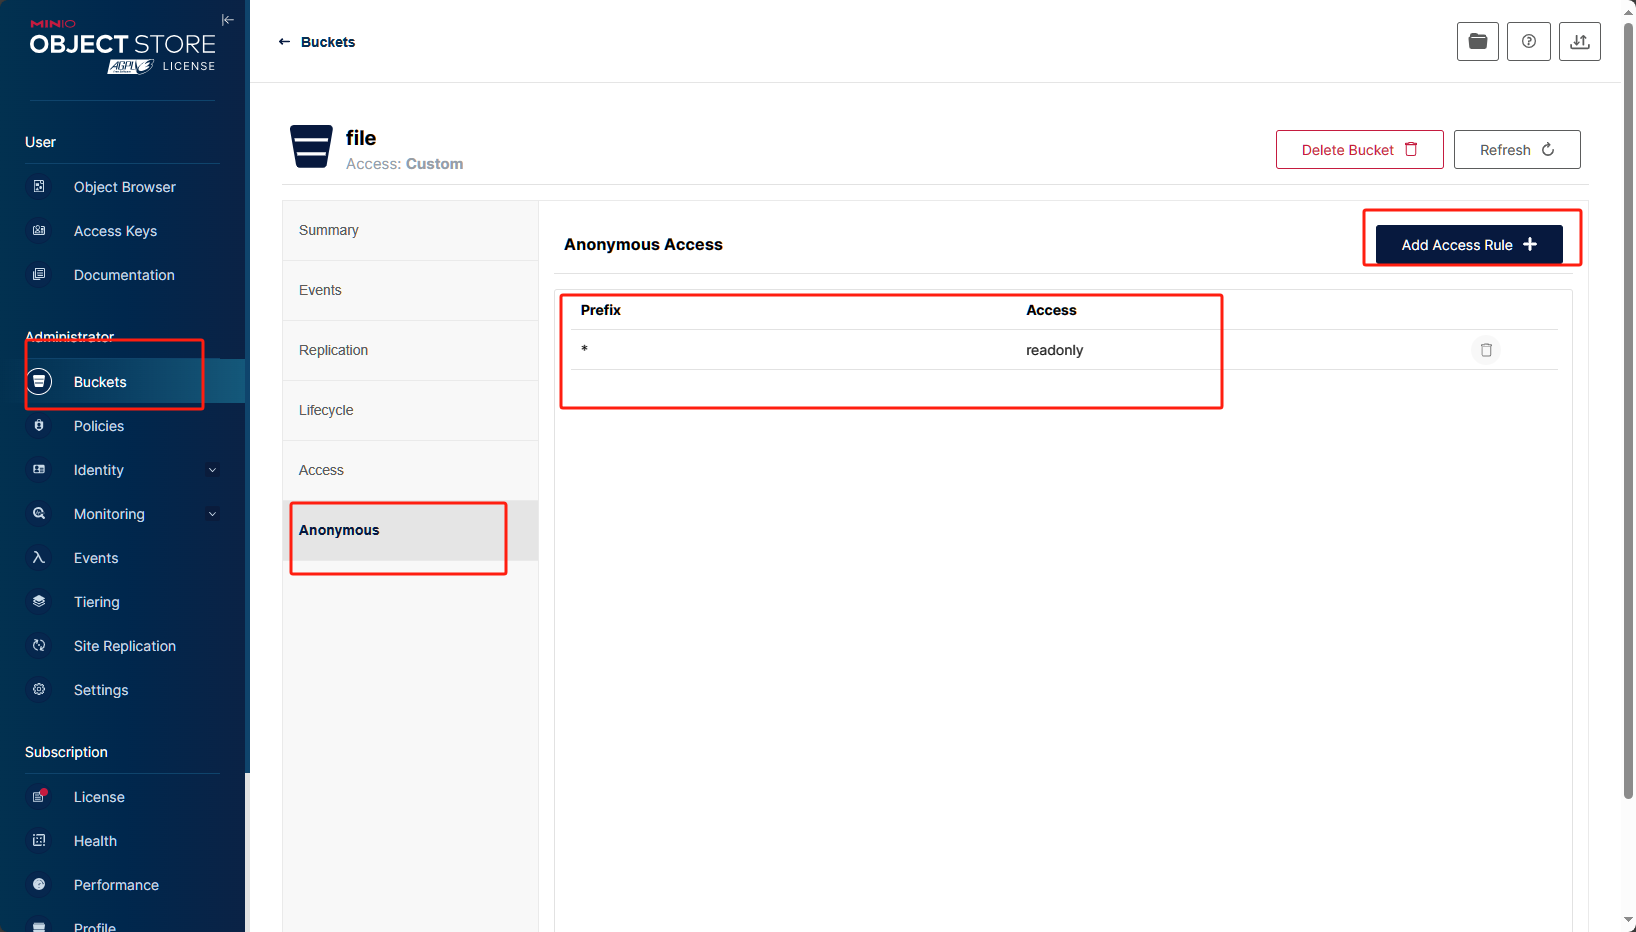 MINIO
OBJECT STORE
AGPLv3 LICENSE
User
Object Browser
Access Keys
Documentation
Administrator
Buckets
Policies
Identity
Monitoring
Events
Tiering
Site Replication
Settings
Subscription
License
Health
Performance
Profile
← Buckets
file
Access: Custom
Delete Bucket
Refresh
Summary
Events
Replication
Lifecycle
Access
Anonymous
Anonymous Access
Add Access Rule +
Prefix Access
* readonly